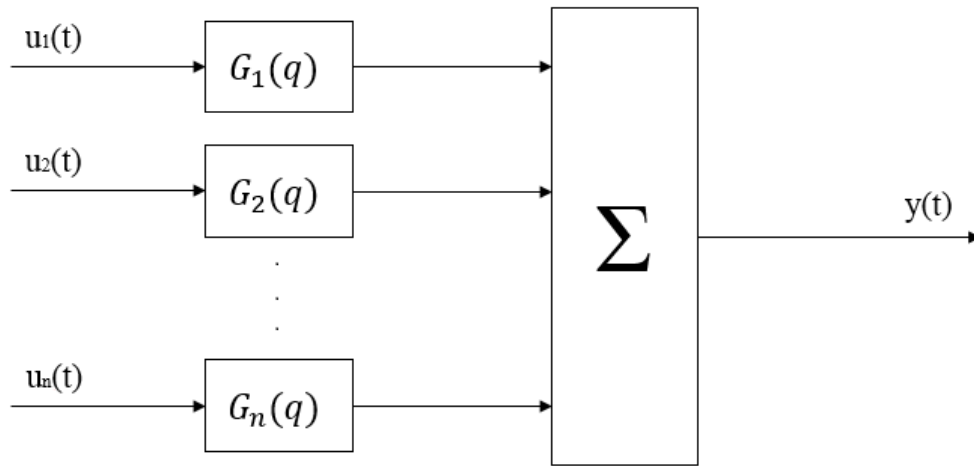 u₁(t)
G₁(q)
u₂(t)
G₂(q)
Σ
y(t)
.
.
.
uₙ(t)
Gₙ(q)